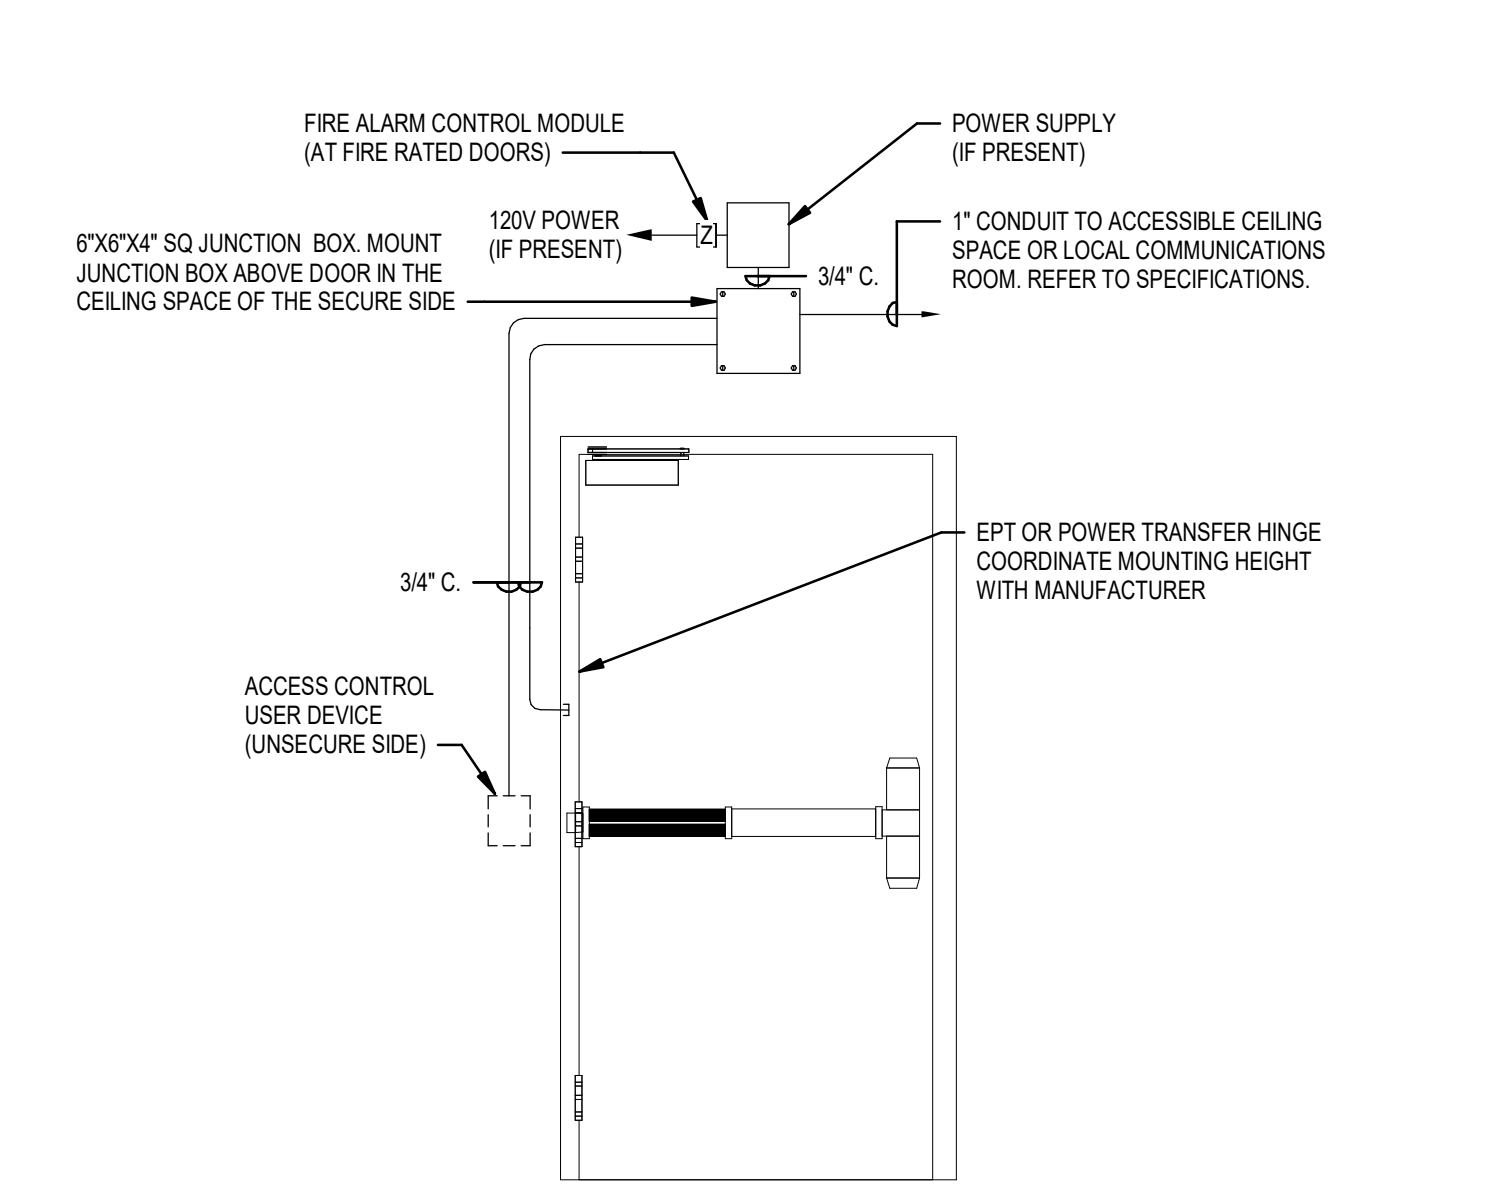 FIRE ALARM CONTROL MODULE
(AT FIRE RATED DOORS)
POWER SUPPLY
(IF PRESENT)
120V POWER
(IF PRESENT)
Z
6"X6"X4" SQ JUNCTION  BOX. MOUNT
JUNCTION BOX ABOVE DOOR IN THE
CEILING SPACE OF THE SECURE SIDE
3/4" C.
1" CONDUIT TO ACCESSIBLE CEILING
SPACE OR LOCAL COMMUNICATIONS
ROOM. REFER TO SPECIFICATIONS.
EPT OR POWER TRANSFER HINGE
COORDINATE MOUNTING HEIGHT
WITH MANUFACTURER
3/4" C.
ACCESS CONTROL
USER DEVICE
(UNSECURE SIDE)